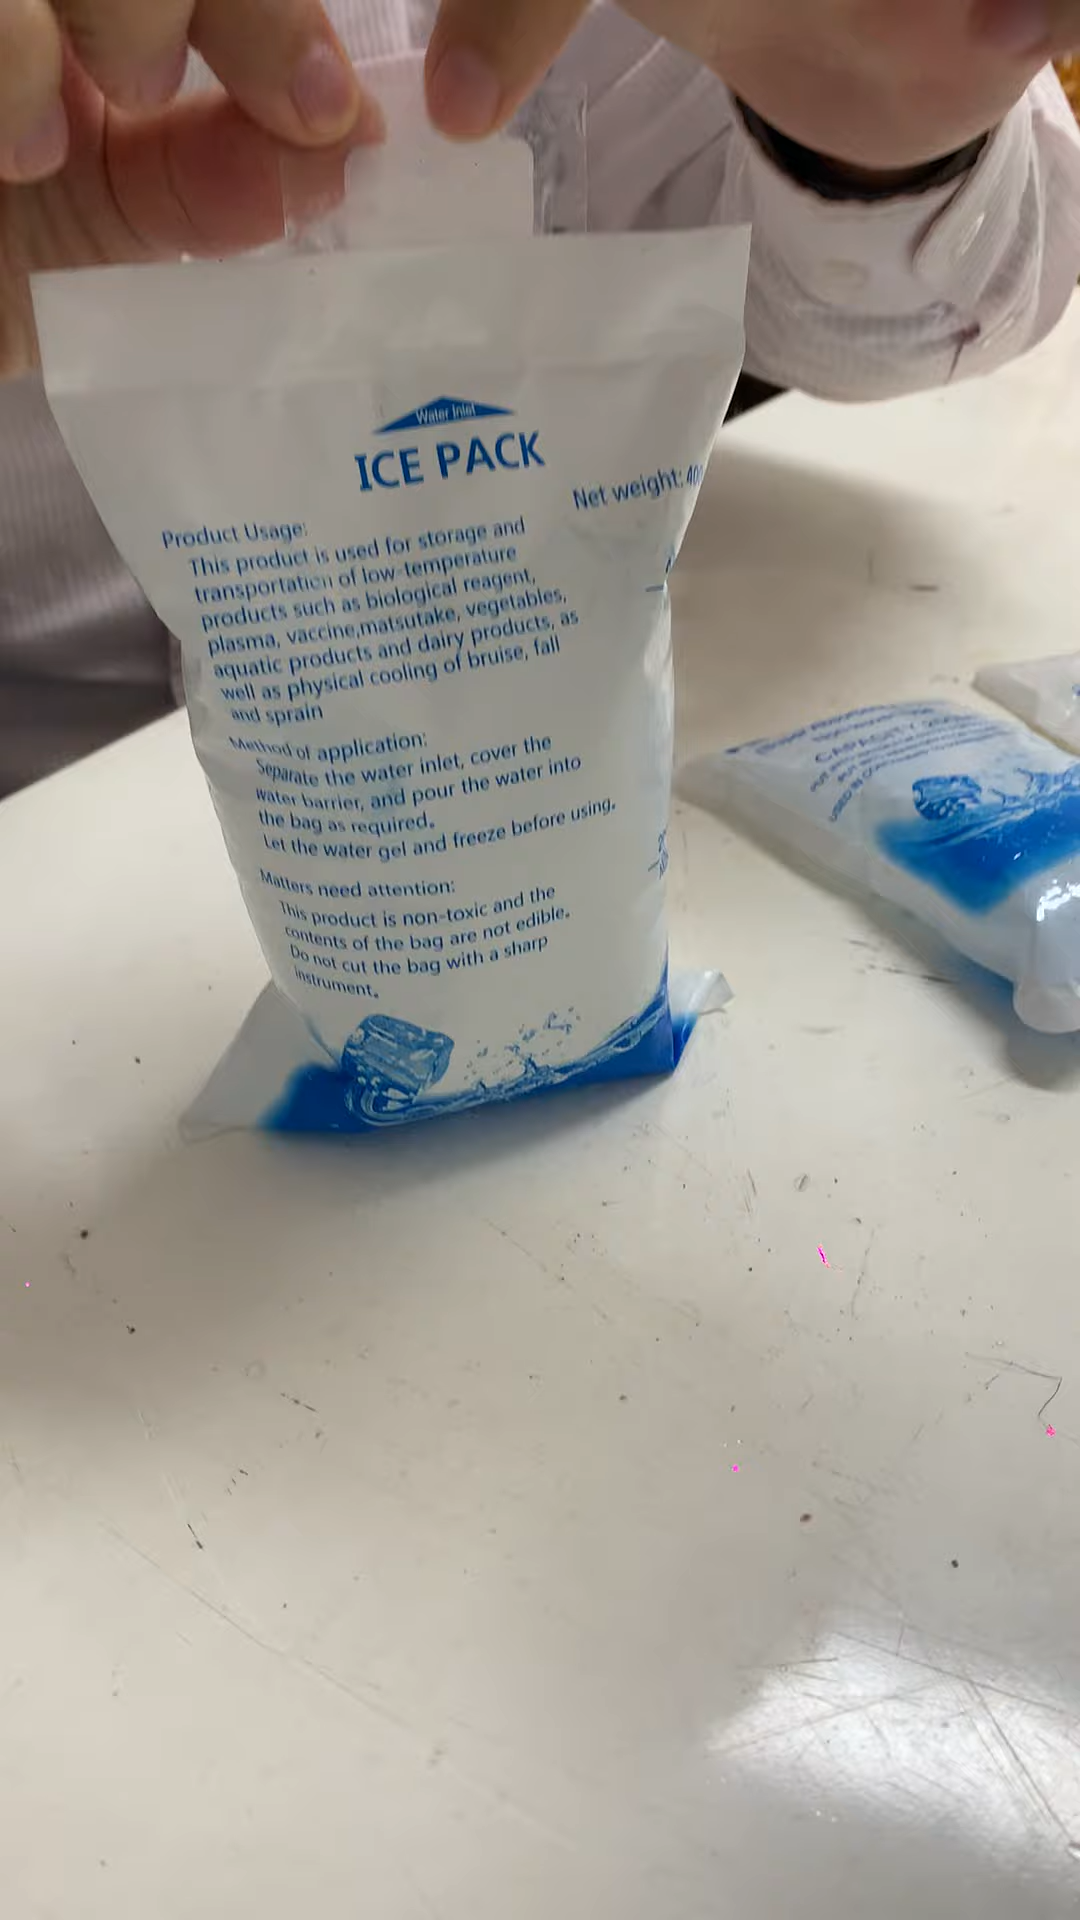 Water Inlet
ICE PACK
Net weight: 40
Product Usage:
This product is used for storage and
transportation of low-temperature
products such as biological reagent,
plasma, vaccine,matsutake, vegetables,
aquatic products and dairy products, as
well as physical cooling of bruise, fall
and sprain
Method of application:
Separate the water inlet, cover the
water barrier, and pour the water into
the bag as required。
Let the water gel and freeze before using.
Matters need attention:
This product is non-toxic and the
contents of the bag are not edible。
Do not cut the bag with a sharp
instrument。
CAPACITY